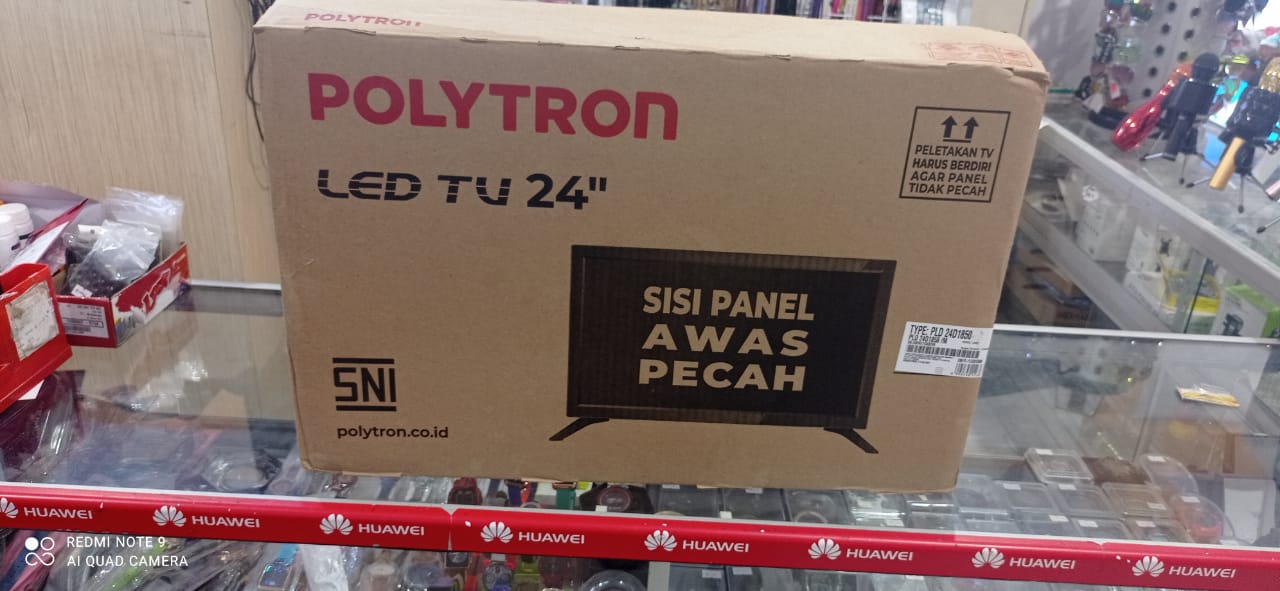 POLYTRON
POLYTRON
LED TV 24"
PELETAKAN TV
HARUS BERDIRI
AGAR PANEL
TIDAK PECAH
SISI PANEL
AWAS
PECAH
TYPE: PLD 24D1850
SNI
polytron.co.id
HUAWEI
HUAWEI
HUAWEI
HUAWEI
HUAWEI
HUAWEI
HUAWEI
HUAWEI
REDMI NOTE 9
AI QUAD CAMERA